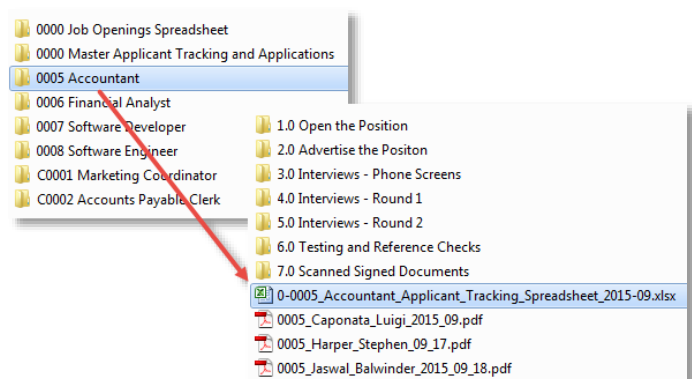 0000 Job Openings Spreadsheet
0000 Master Applicant Tracking and Applications
0005 Accountant
0006 Financial Analyst
0007 Software Developer
0008 Software Engineer
C0001 Marketing Coordinator
C0002 Accounts Payable Clerk
1.0 Open the Position
2.0 Advertise the Positon
3.0 Interviews - Phone Screens
4.0 Interviews - Round 1
5.0 Interviews - Round 2
6.0 Testing and Reference Checks
7.0 Scanned Signed Documents
0-0005_Accountant_Applicant_Tracking_Spreadsheet_2015-09.xlsx
0005_Caponata_Luigi_2015_09.pdf
0005_Harper_Stephen_09_17.pdf
0005_Jaswal_Balwinder_2015_09_18.pdf